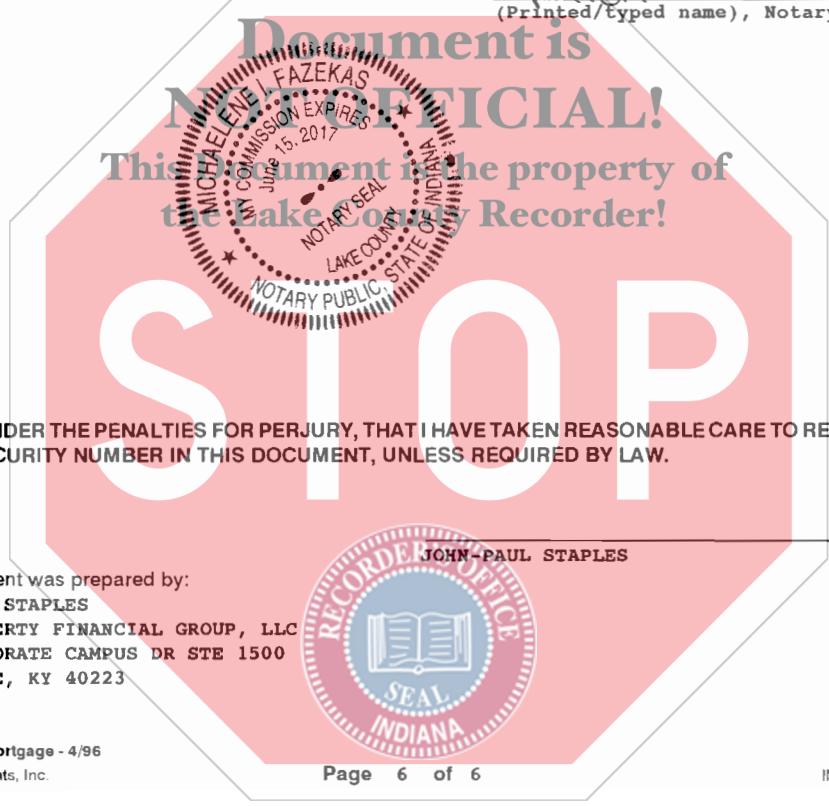 (Printed/typed name), Notary
Document is
NOT OFFICIAL!
This Document is the property of
the Lake County Recorder!
MICHAELENE J. FAZEKAS
MY COMMISSION EXPIRES
June 15, 2017
NOTARY SEAL
LAKE COUNTY
NOTARY PUBLIC, STATE OF INDIANA
STOP
DER THE PENALTIES FOR PERJURY, THAT I HAVE TAKEN REASONABLE CARE TO RE
CURITY NUMBER IN THIS DOCUMENT, UNLESS REQUIRED BY LAW.
JOHN-PAUL STAPLES
ent was prepared by:
STAPLES
ERTY FINANCIAL GROUP, LLC
ORATE CAMPUS DR STE 1500
, KY 40223
RECORDER'S OFFICE
SEAL
INDIANA
ortgage - 4/96
nts, Inc.
Page 6 of 6